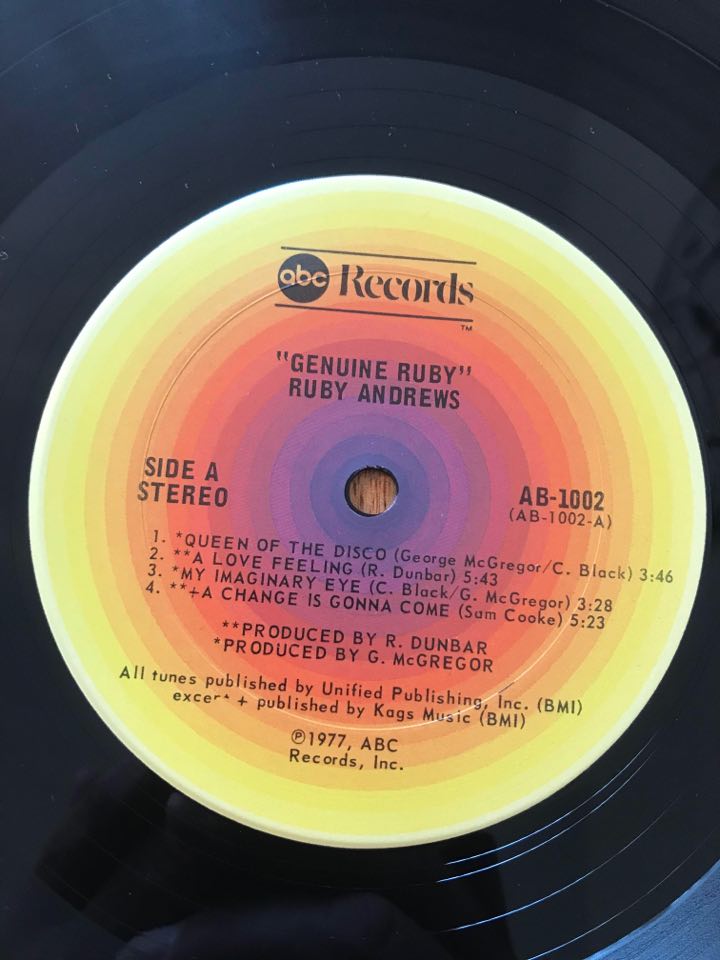 abc Records
TM
"GENUINE RUBY"
RUBY ANDREWS
SIDE A
STEREO
AB-1002
(AB-1002-A)
1. *QUEEN OF THE DISCO (George McGregor/C. Black) 3:46
2. **A LOVE FEELING (R. Dunbar) 5:43
3. *MY IMAGINARY EYE (C. Black/G. McGregor) 3:28
4. **+A CHANGE IS GONNA COME (Sam Cooke) 5:23
**PRODUCED BY R. DUNBAR
*PRODUCED BY G. McGREGOR
All tunes published by Unified Publishing, Inc. (BMI)
except + published by Kags Music (BMI)
℗1977, ABC
Records, Inc.